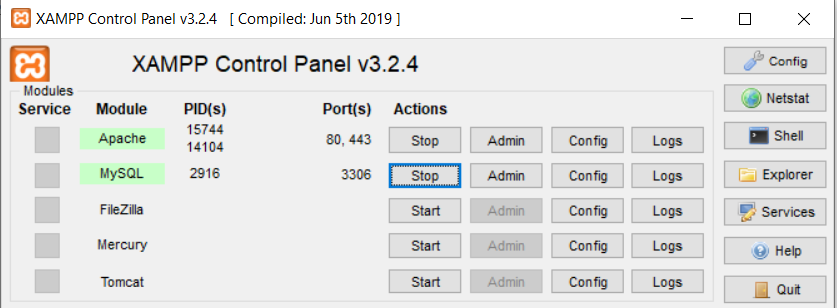 XAMPP Control Panel v3.2.4   [ Compiled: Jun 5th 2019 ]
XAMPP Control Panel v3.2.4
Config
Modules
Service Module PID(s) Port(s) Actions
Netstat
Apache 15744 14104 80, 443 Stop Admin Config Logs
Shell
MySQL 2916 3306 Stop Admin Config Logs
Explorer
FileZilla Start Admin Config Logs
Services
Mercury Start Admin Config Logs
Help
Tomcat Start Admin Config Logs
Quit